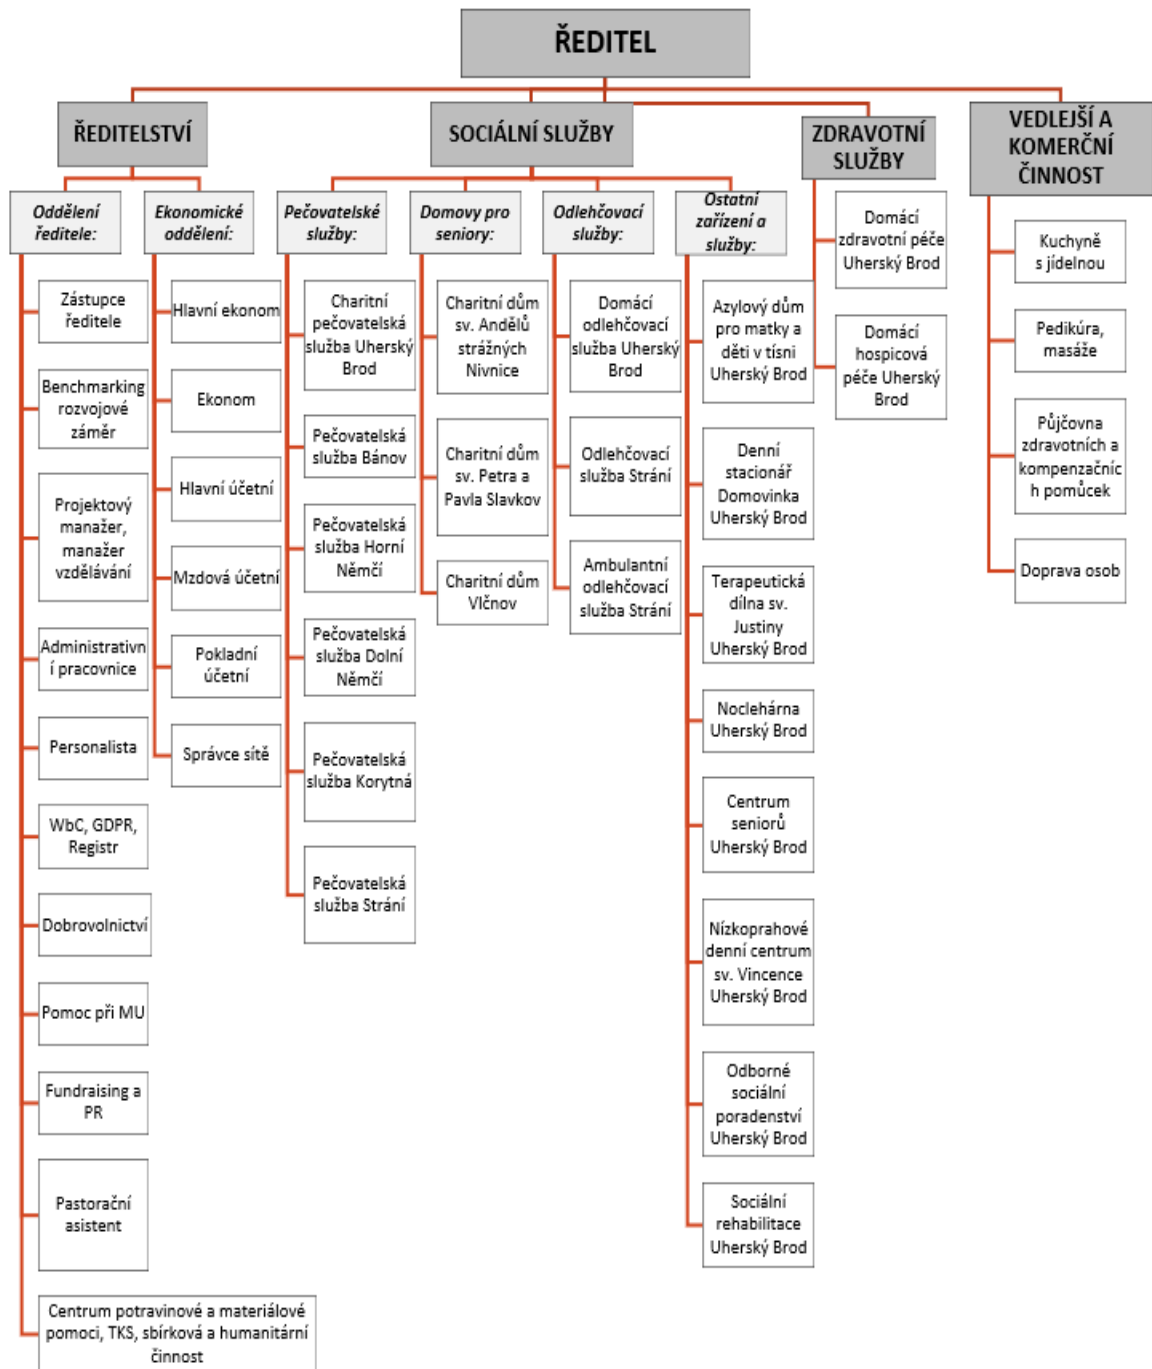 ŘEDITEL
ŘEDITELSTVÍ
SOCIÁLNÍ SLUŽBY
ZDRAVOTNÍ
SLUŽBY
VEDLEJŠÍ A
KOMERČNÍ
ČINNOST
Oddělení
ředitele:
Zástupce
ředitele
Benchmarking
rozvojové
záměr
Projektový
manažer,
manažer
vzdělávání
Administrativn
í pracovnice
Personalista
WbC, GDPR,
Registr
Dobrovolnictví
Pomoc při MU
Fundraising a
PR
Pastorační
asistent
Centrum potravinové a materiálové
pomoci, TKS, sbírková a humanitární
činnost
Ekonomické
oddělení:
Hlavní ekonom
Ekonom
Hlavní účetní
Mzdová účetní
Pokladní
účetní
Správce sítě
Pečovatelské
služby:
Charitní
pečovatelská
služba Uherský
Brod
Pečovatelská
služba Bánov
Pečovatelská
služba Horní
Němčí
Pečovatelská
služba Dolní
Němčí
Pečovatelská
služba Korytná
Pečovatelská
služba Strání
Domovy pro
seniory:
Charitní dům
sv. Andělů
strážných
Nivnice
Charitní dům
sv. Petra a
Pavla Slavkov
Charitní dům
Vlčnov
Odlehčovací
služby:
Domácí
odlehčovací
služba Uherský
Brod
Odlehčovací
služba Strání
Ambulantní
odlehčovací
služba Strání
Ostatní
zařízení a
služby:
Azylový dům
pro matky a
děti v tísni
Uherský Brod
Denní
stacionář
Domovinka
Uherský Brod
Terapeutická
dílna sv.
Justiny
Uherský Brod
Noclehárna
Uherský Brod
Centrum
seniorů
Uherský Brod
Nízkoprahové
denní centrum
sv. Vincence
Uherský Brod
Odborné
sociální
poradenství
Uherský Brod
Sociální
rehabilitace
Uherský Brod
Domácí
zdravotní péče
Uherský Brod
Domácí
hospicová
péče Uherský
Brod
Kuchyně
s jídelnou
Pedikúra,
masáže
Půjčovna
zdravotních a
kompenzačníc
h pomůcek
Doprava osob